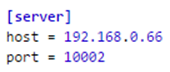 [server]
host = 192.168.0.66
port = 10002